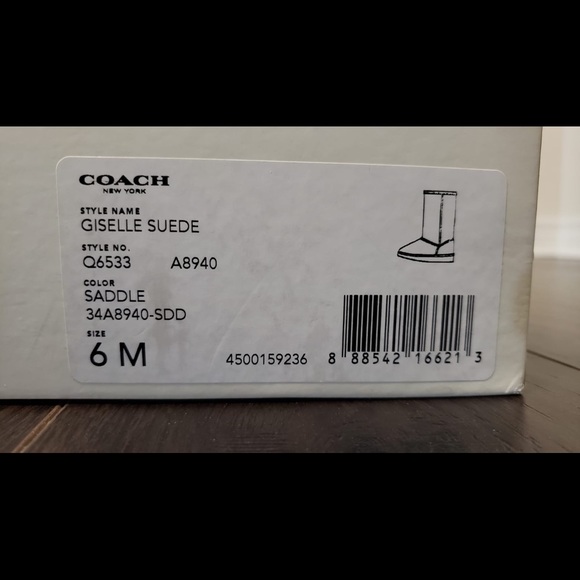 COACH
NEW YORK
STYLE NAME
GISELLE SUEDE
STYLE NO.
Q6533 A8940
COLOR
SADDLE
34A8940-SDD
SIZE
6 M
4500159236 8 88542 16621 3